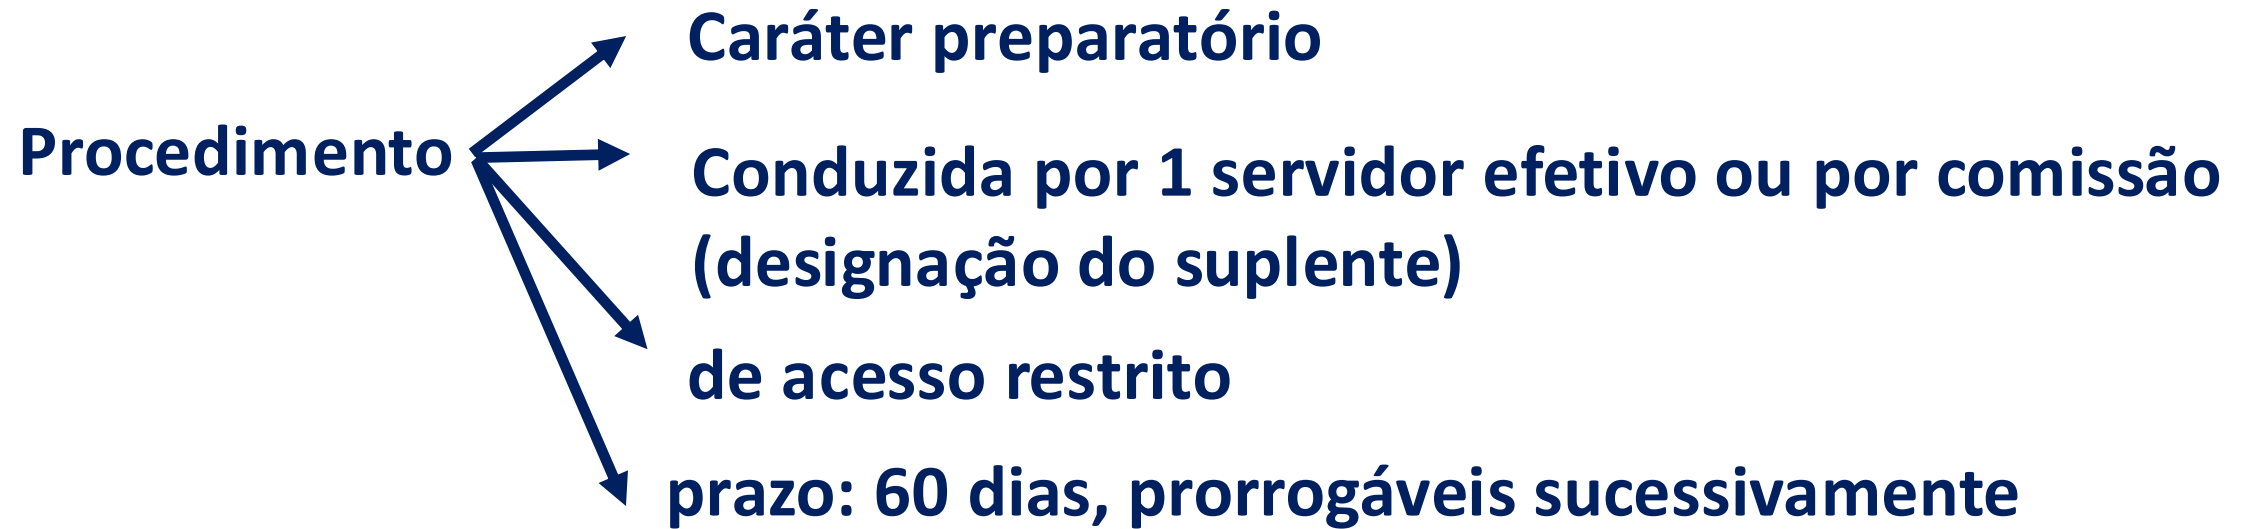 Caráter preparatório
Procedimento
Conduzida por 1 servidor efetivo ou por comissão
(designação do suplente)
de acesso restrito
prazo: 60 dias, prorrogáveis sucessivamente